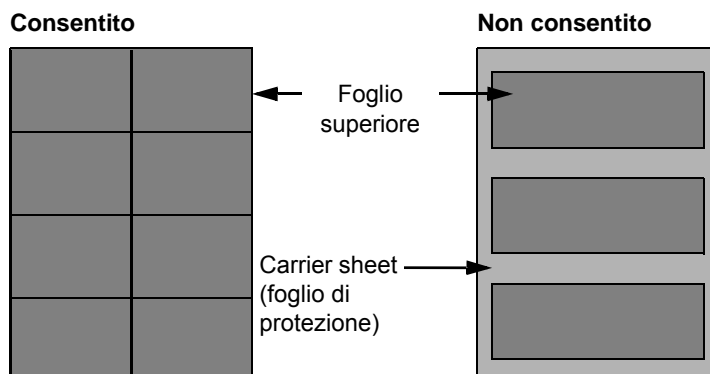 Consentito
Non consentito
Foglio
superiore
Carrier sheet
(foglio di
protezione)